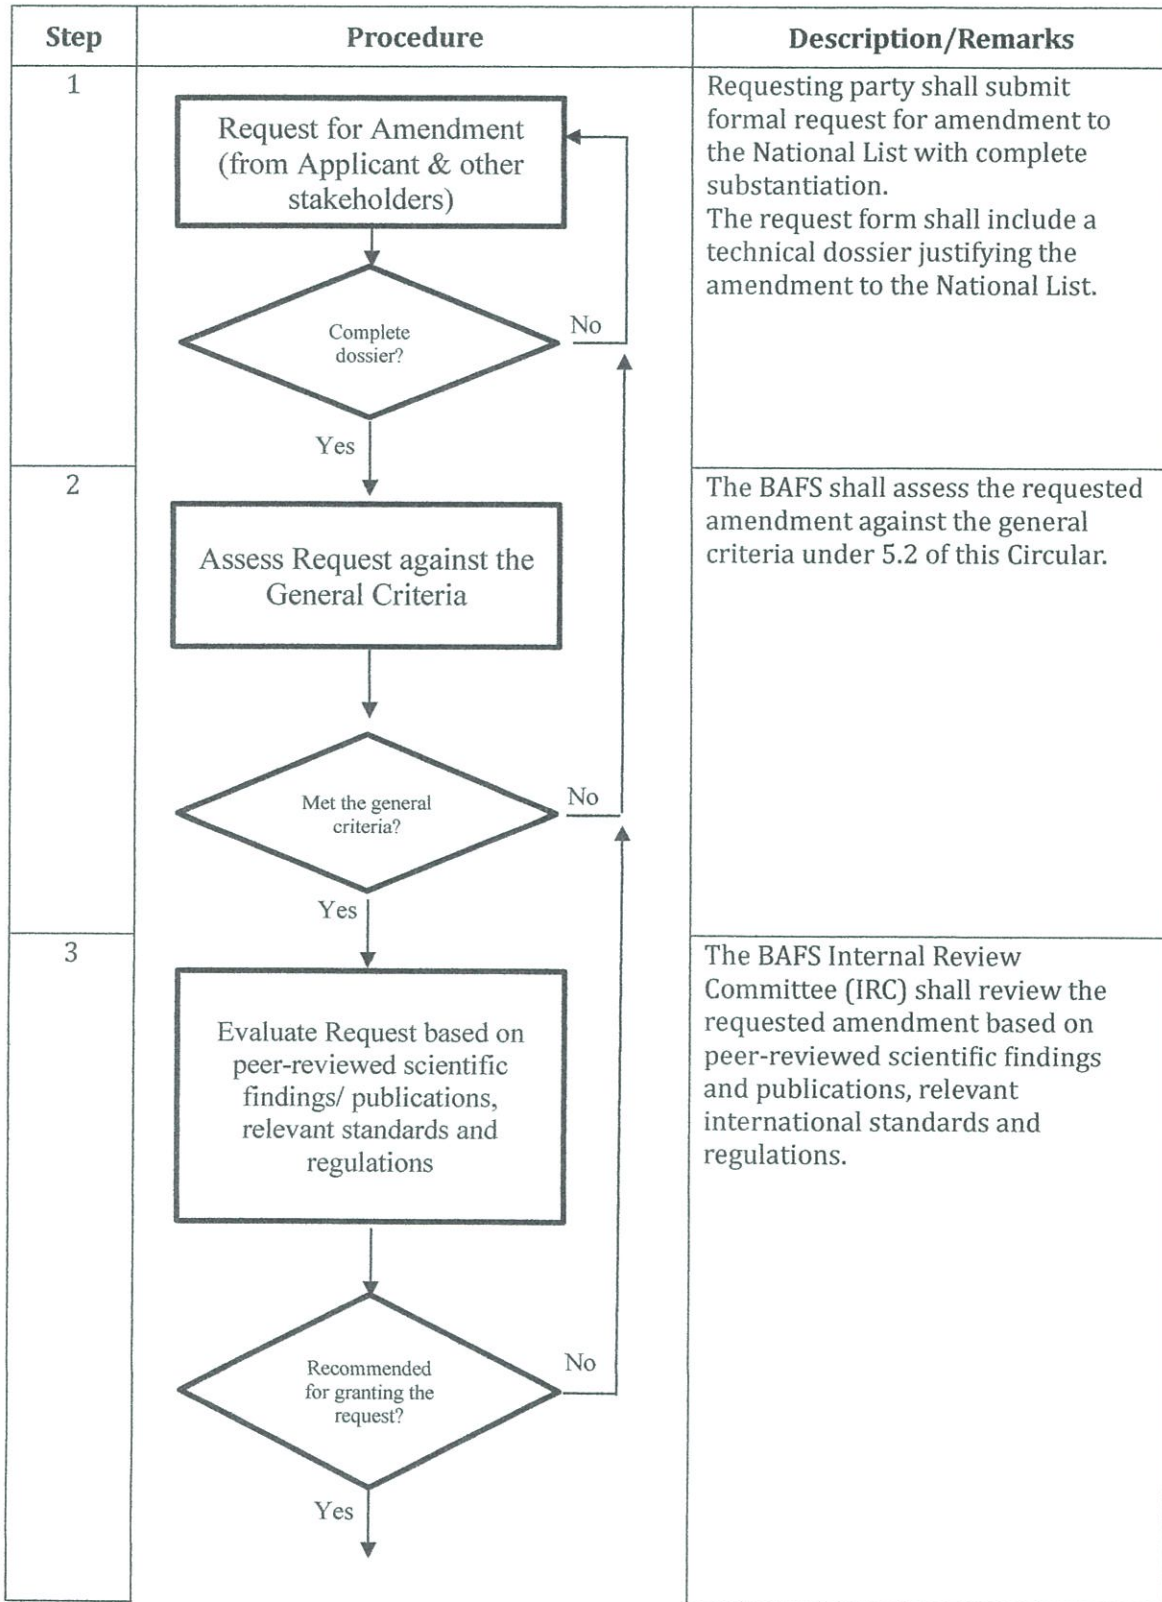 Step
Procedure
Description/Remarks
1
Request for Amendment
(from Applicant & other
stakeholders)
Complete
dossier?
No
Yes
Requesting party shall submit
formal request for amendment to
the National List with complete
substantiation.
The request form shall include a
technical dossier justifying the
amendment to the National List.
2
Assess Request against the
General Criteria
Met the general
criteria?
No
Yes
The BAFS shall assess the requested
amendment against the general
criteria under 5.2 of this Circular.
3
Evaluate Request based on
peer-reviewed scientific
findings/ publications,
relevant standards and
regulations
Recommended
for granting the
request?
No
Yes
The BAFS Internal Review
Committee (IRC) shall review the
requested amendment based on
peer-reviewed scientific findings
and publications, relevant
international standards and
regulations.